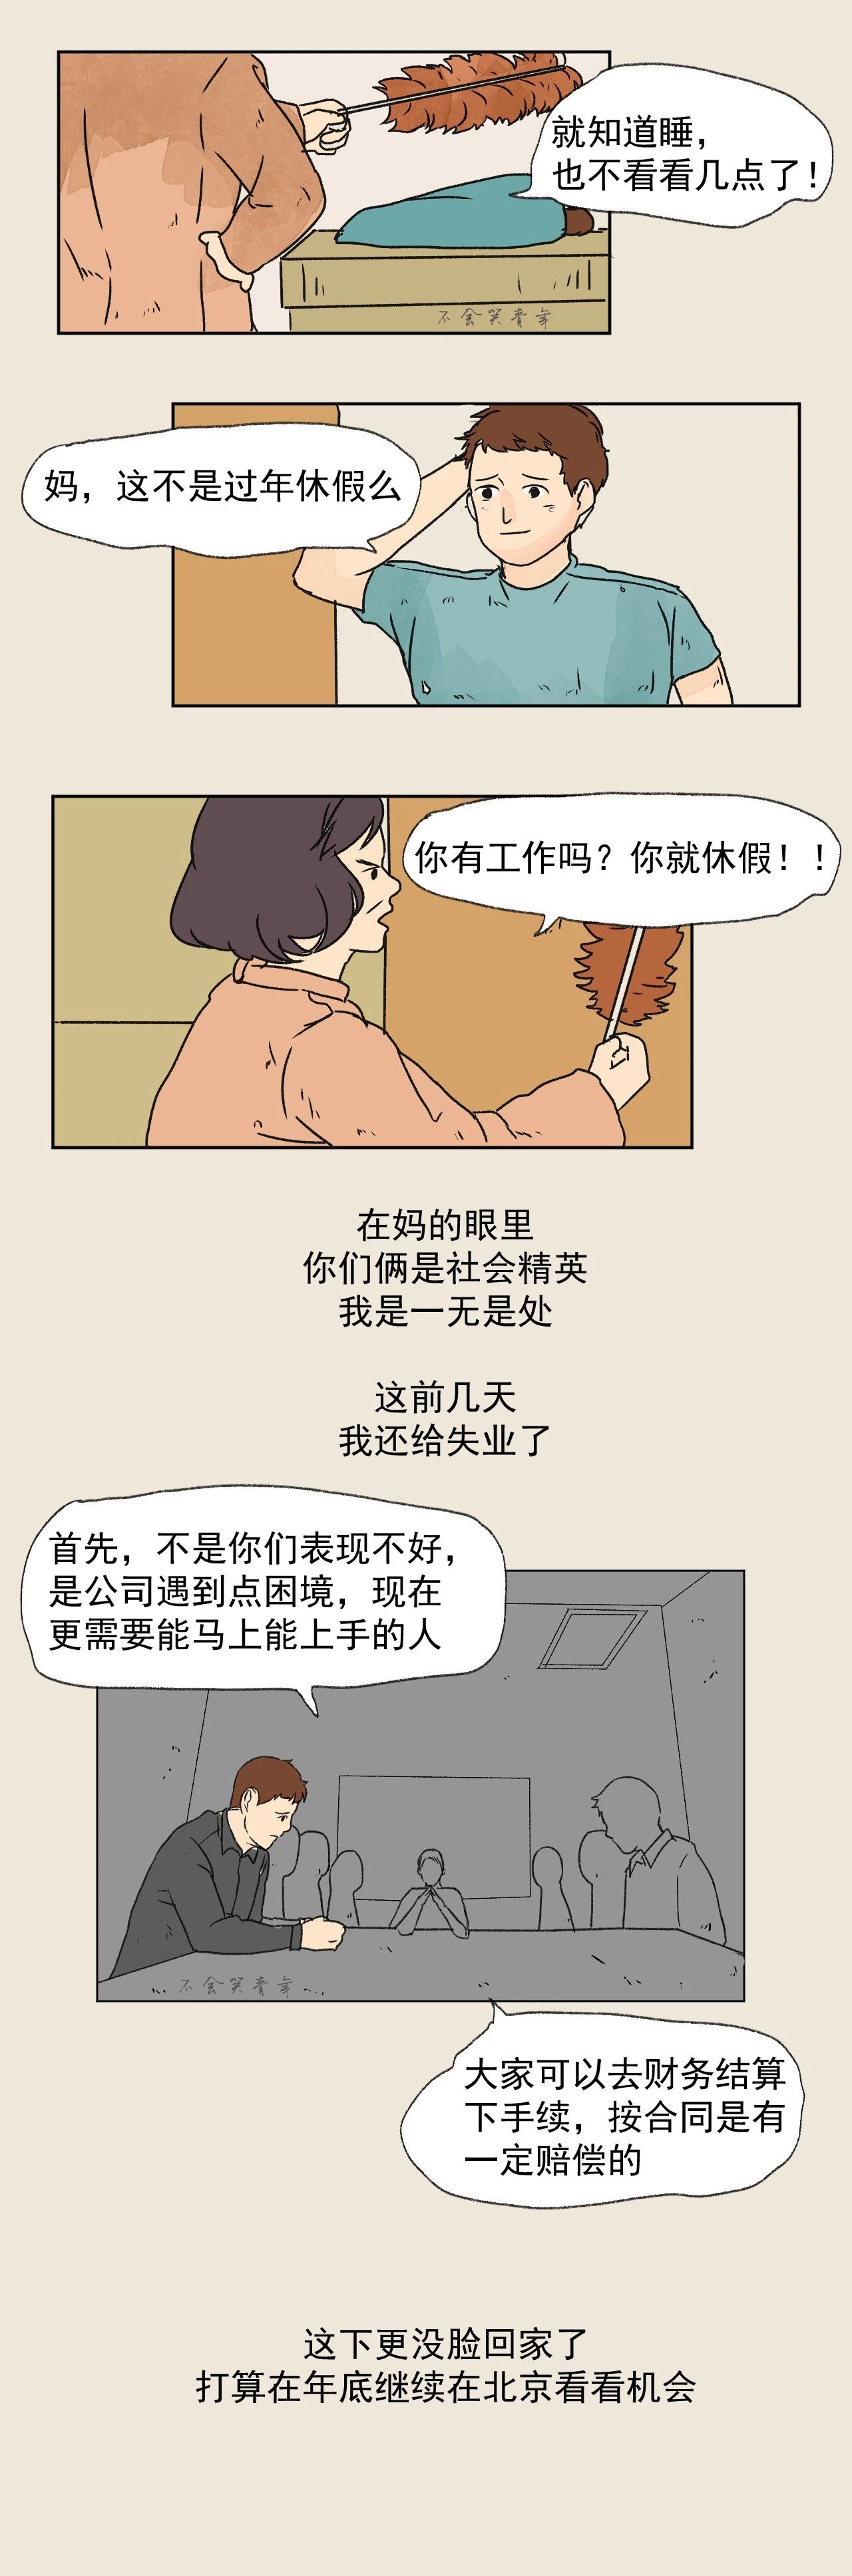 就知道睡，
也不看看几点了！
不会笑青年
妈，这不是过年休假么
你有工作吗？你就休假！！
在妈的眼里
你们俩是社会精英
我是一无是处
这前几天
我还给失业了
首先，不是你们表现不好，
是公司遇到点困境，现在
更需要能马上能上手的人
不会笑青年
大家可以去财务结算
下手续，按合同是有
一定赔偿的
这下更没脸回家了
打算在年底继续在北京看看机会